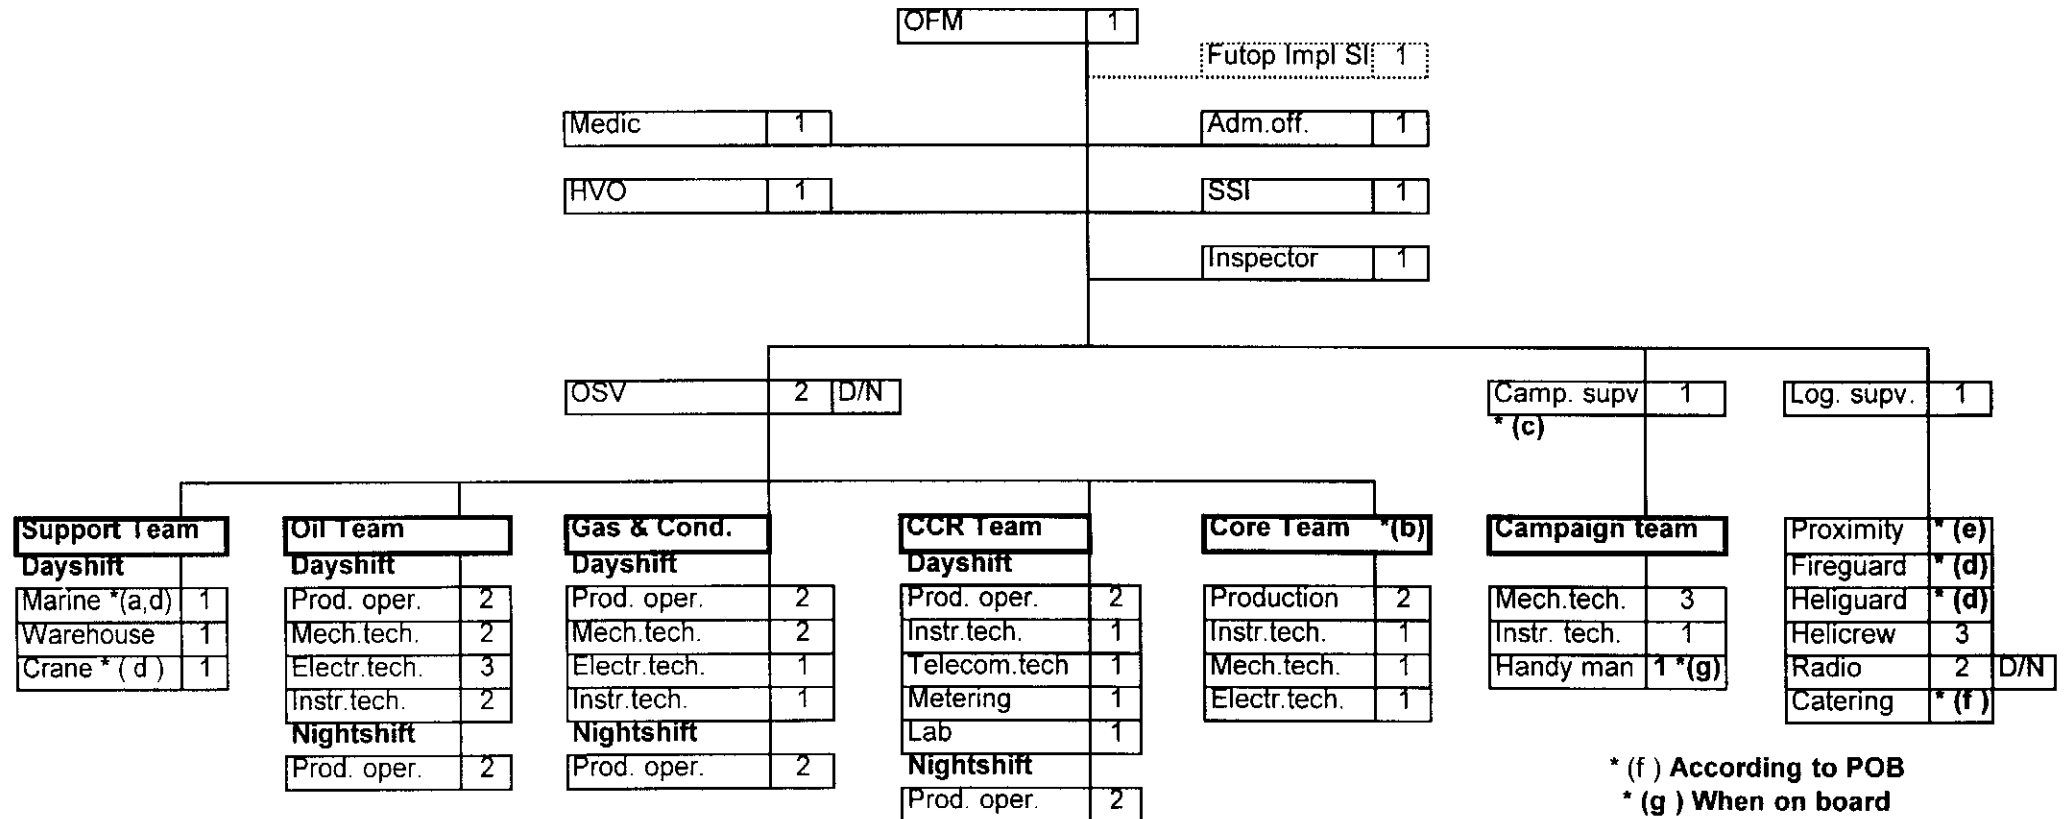 OFM 1
Futop Impl SI 1
Medic 1
Adm.off. 1
HVO 1
SSI 1
Inspector 1
OSV 2 D/N
Camp. supv 1
* (c)
Log. supv. 1
Support Team
Dayshift
Marine *(a,d) 1
Warehouse 1
Crane * ( d ) 1
Oil Team
Dayshift
Prod. oper. 2
Mech.tech. 2
Electr.tech. 3
Instr.tech. 2
Nightshift
Prod. oper. 2
Gas & Cond.
Dayshift
Prod. oper. 2
Mech.tech. 2
Electr.tech. 1
Instr.tech. 1
Nightshift
Prod. oper. 2
CCR Team
Dayshift
Prod. oper. 2
Instr.tech. 1
Telecom.tech 1
Metering 1
Lab 1
Nightshift
Prod. oper. 2
Core Team *(b)
Production 2
Instr.tech. 1
Mech.tech. 1
Electr.tech. 1
Campaign team
Mech.tech. 3
Instr. tech. 1
Handy man 1 *(g)
Proximity * (e)
Fireguard * (d)
Heliguard * (d)
Helicrew 3
Radio 2 D/N
Catering * (f )
* (f ) According to POB
* (g ) When on board